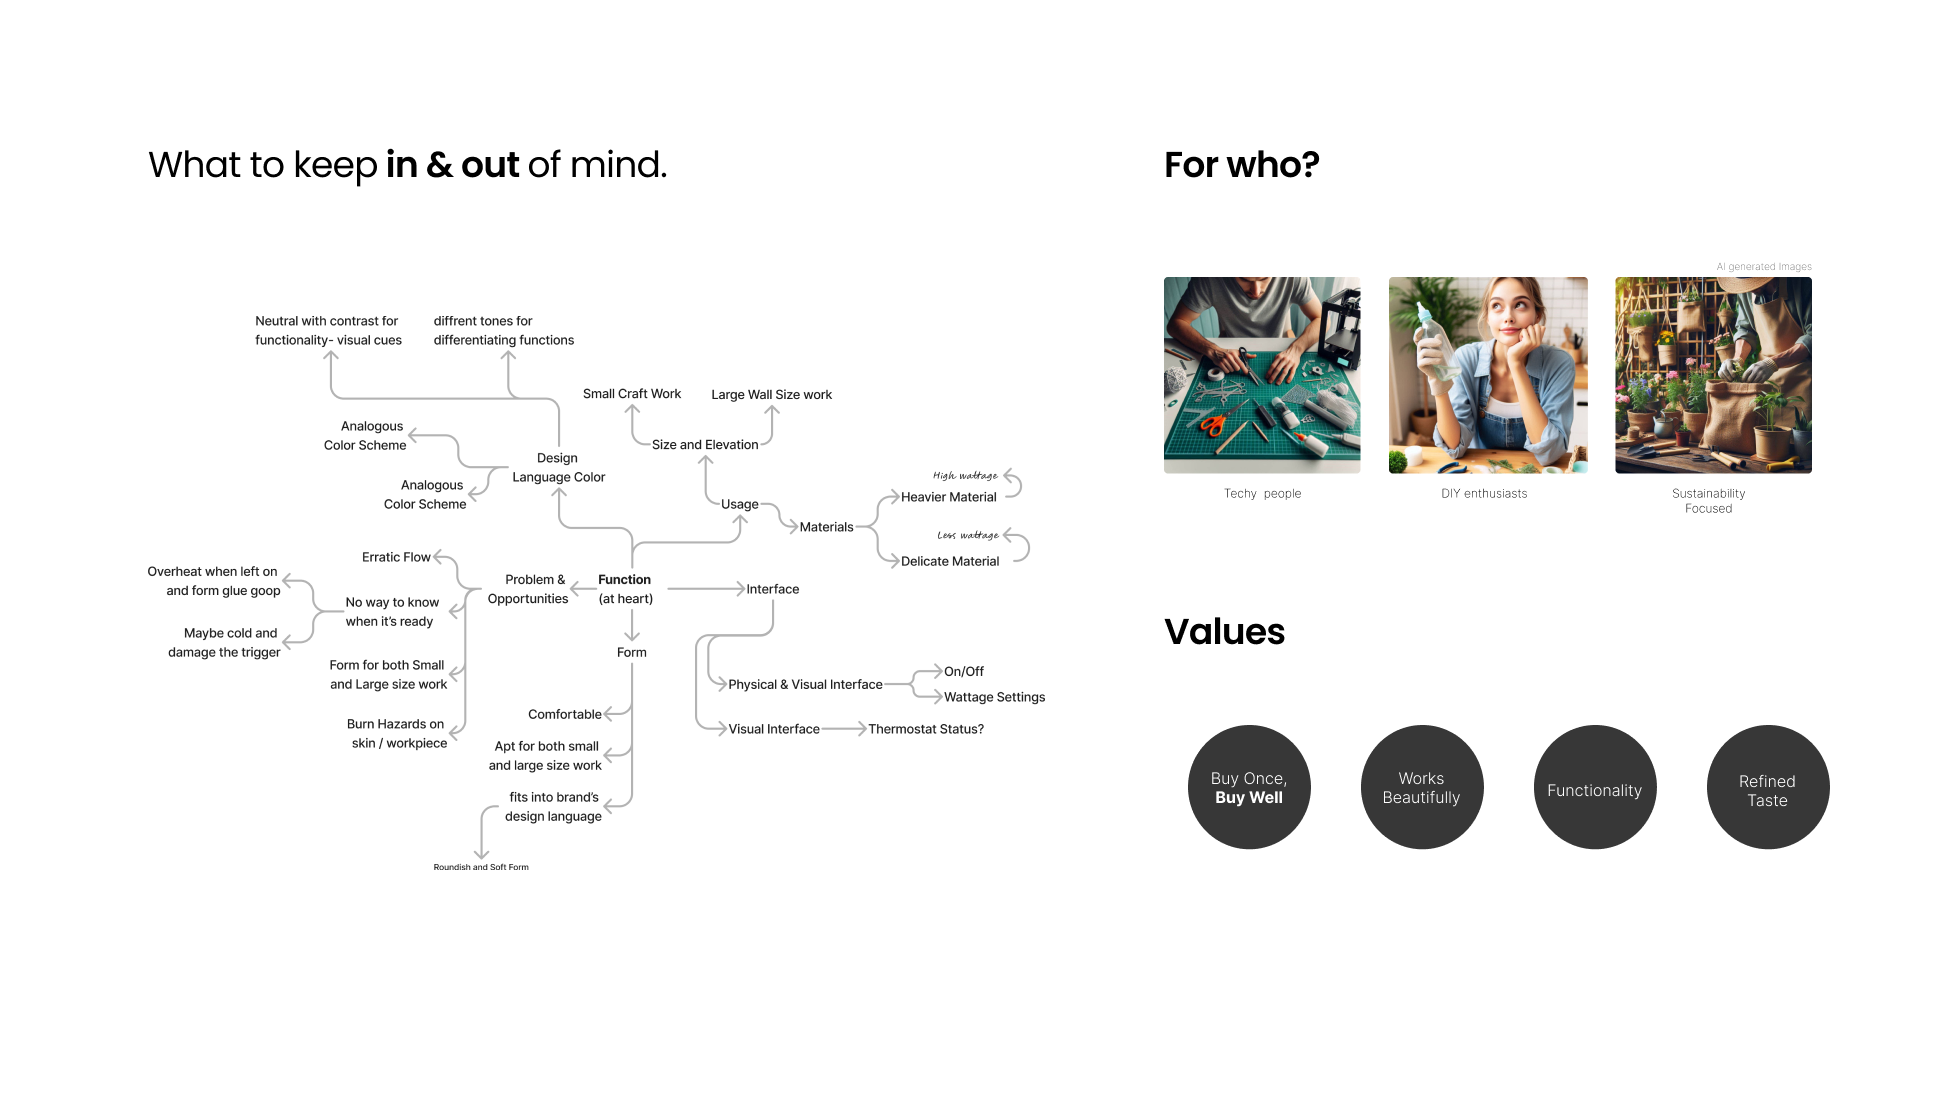 What to keep in & out of mind.
Neutral with contrast for
functionality- visual cues
diffrent tones for
differentiating functions
Small Craft Work
Large Wall Size work
Analogous
Color Scheme
Size and Elevation
Design
Language Color
Analogous
Color Scheme
High wattage
Heavier Material
Usage
Materials
Less wattage
Delicate Material
Erratic Flow
Overheat when left on
and form glue goop
Problem &
Opportunities
Function
(at heart)
Interface
No way to know
when it's ready
Maybe cold and
damage the trigger
Form
Form for both Small
and Large size work
Physical & Visual Interface
On/Off
Wattage Settings
Comfortable
Burn Hazards on
skin / workpiece
Visual Interface
Thermostat Status?
Apt for both small
and large size work
fits into brand's
design language
Roundish and Soft Form
For who?
AI generated Images
Techy people
DIY enthusiasts
Sustainability
Focused
Values
Buy Once,
Buy Well
Works
Beautifully
Functionality
Refined
Taste